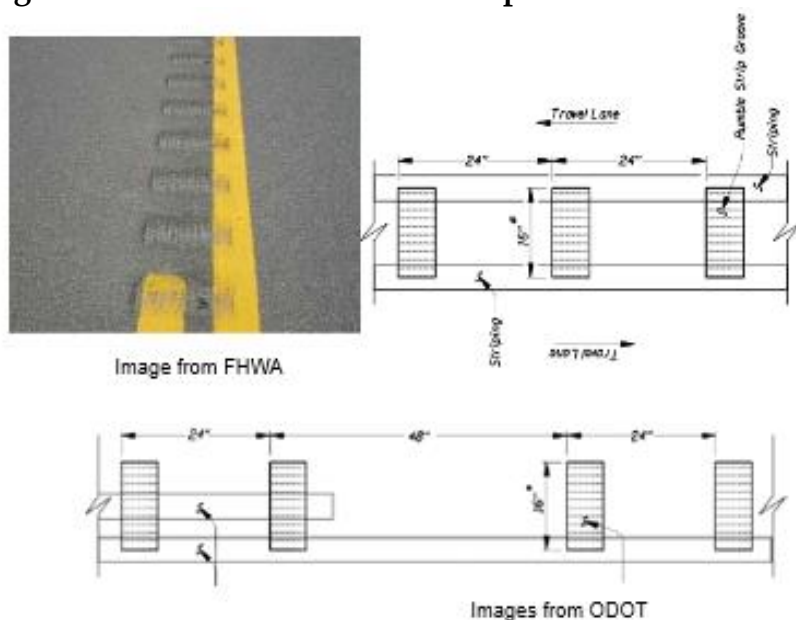 Travel Lane
24"
24"
Rumble Strip Groove
Striping
16"*
Striping
Travel Lane
Image from FHWA
24"
48"
24"
16"*
Images from ODOT